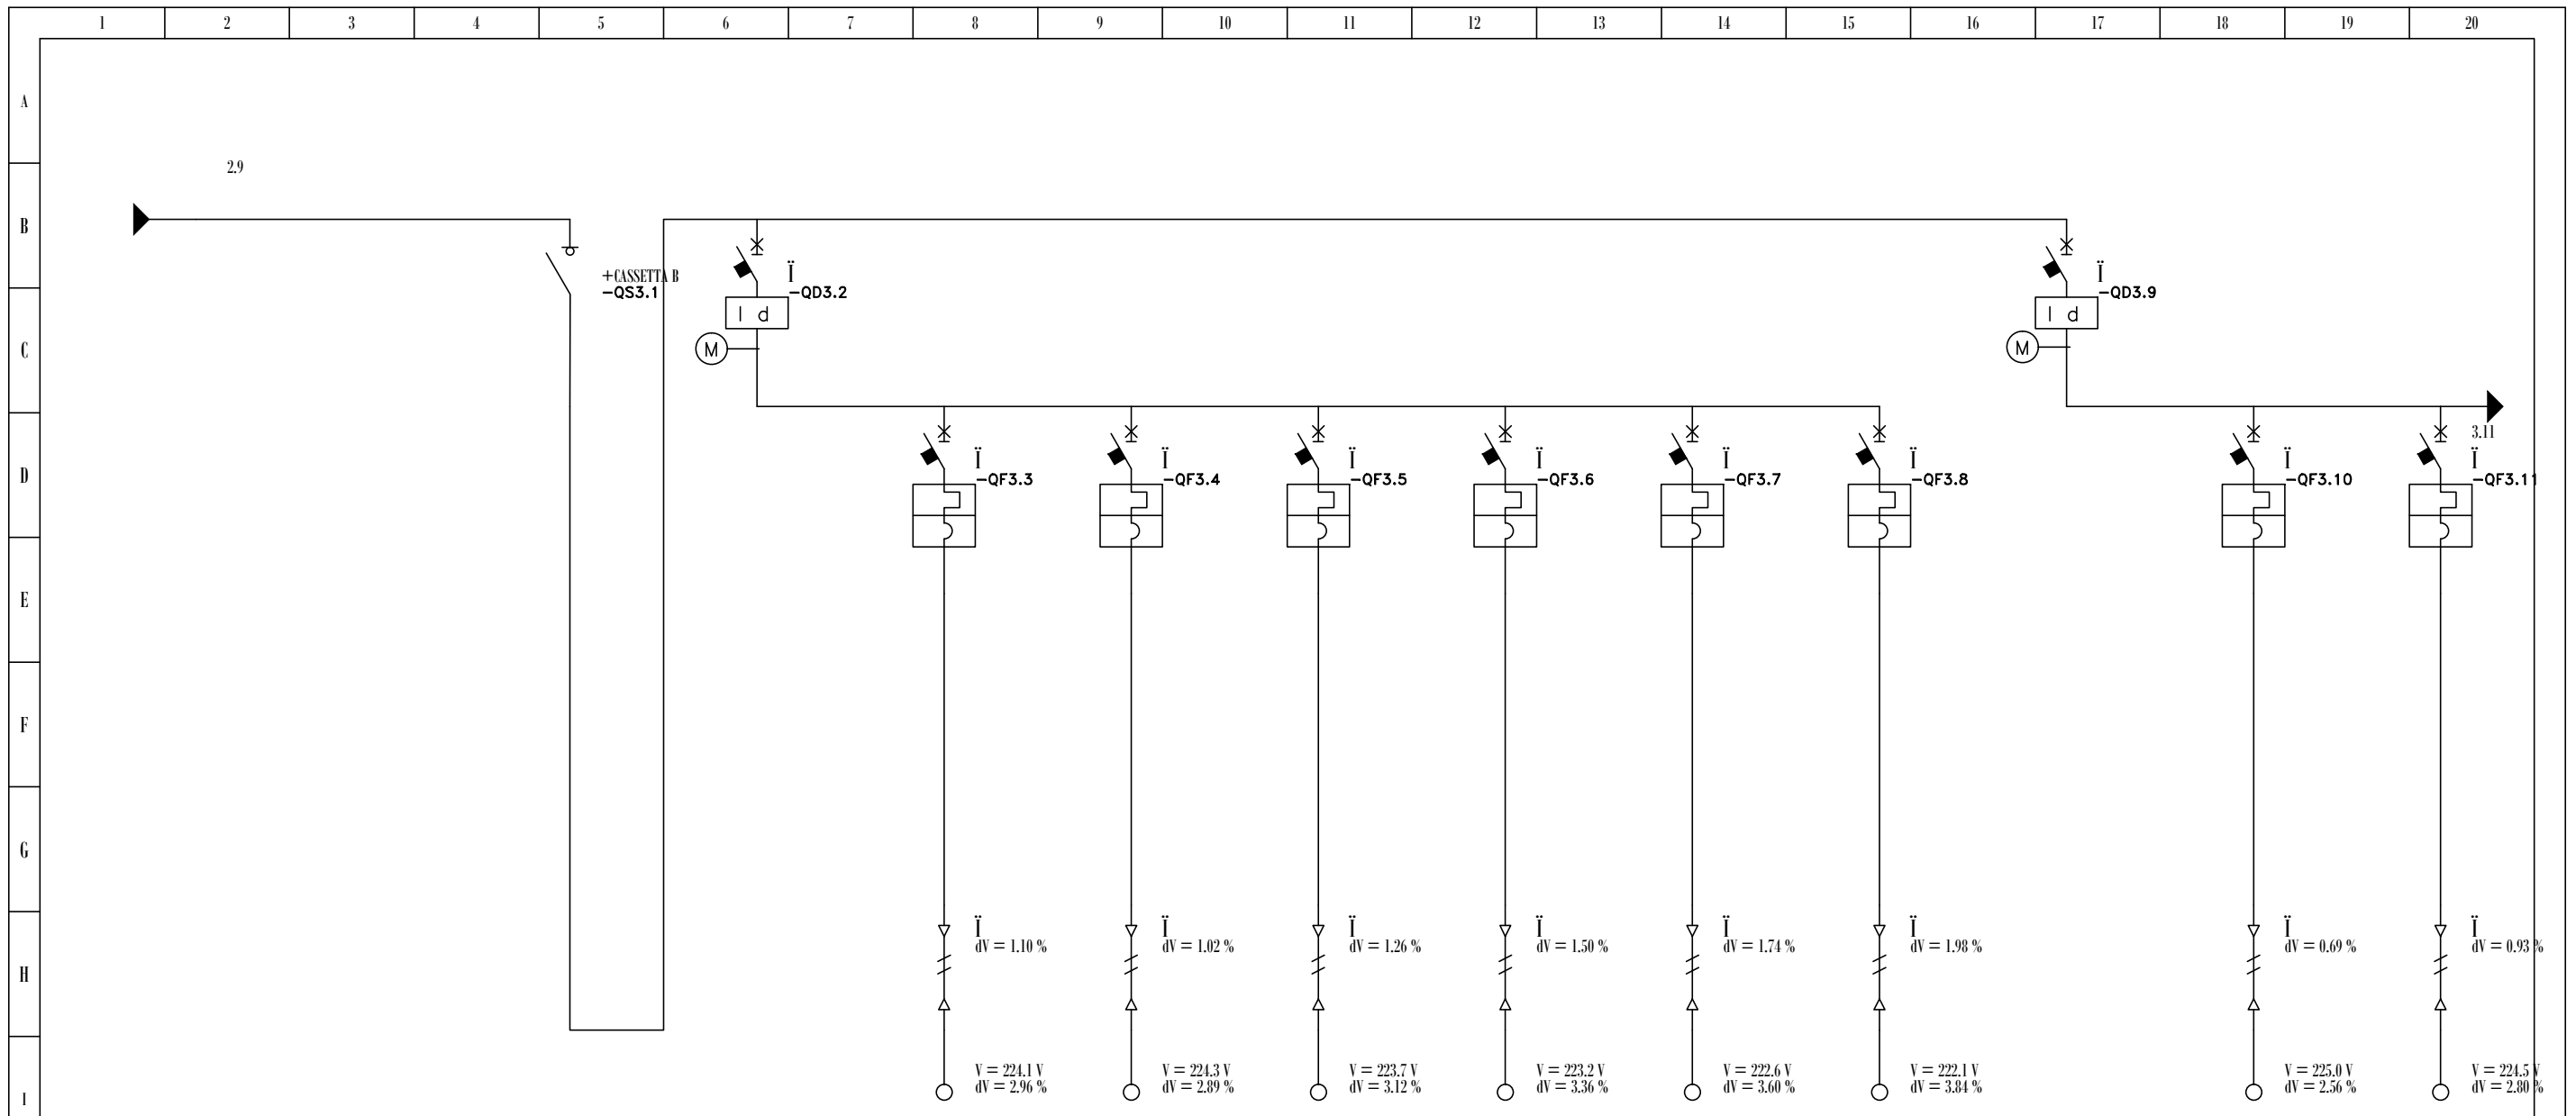 1 2 3 4 5 6 7 8 9 10 11 12 13 14 15 16 17 18 19 20
A
2.9
B
+CASSETTA B
-QS3.1
Ï
-QD3.2
Ï
-QD3.9
I d
I d
C
M
M
3.11
D
Ï
-QF3.3
Ï
-QF3.4
Ï
-QF3.5
Ï
-QF3.6
Ï
-QF3.7
Ï
-QF3.8
Ï
-QF3.10
Ï
-QF3.11
E
F
G
Ï
dV = 1.10 %
Ï
dV = 1.02 %
Ï
dV = 1.26 %
Ï
dV = 1.50 %
Ï
dV = 1.74 %
Ï
dV = 1.98 %
Ï
dV = 0.69 %
Ï
dV = 0.93 %
H
V = 224.1 V
dV = 2.96 %
V = 224.3 V
dV = 2.89 %
V = 223.7 V
dV = 3.12 %
V = 223.2 V
dV = 3.36 %
V = 222.6 V
dV = 3.60 %
V = 222.1 V
dV = 3.84 %
V = 225.0 V
dV = 2.56 %
V = 224.5 V
dV = 2.80 %
I